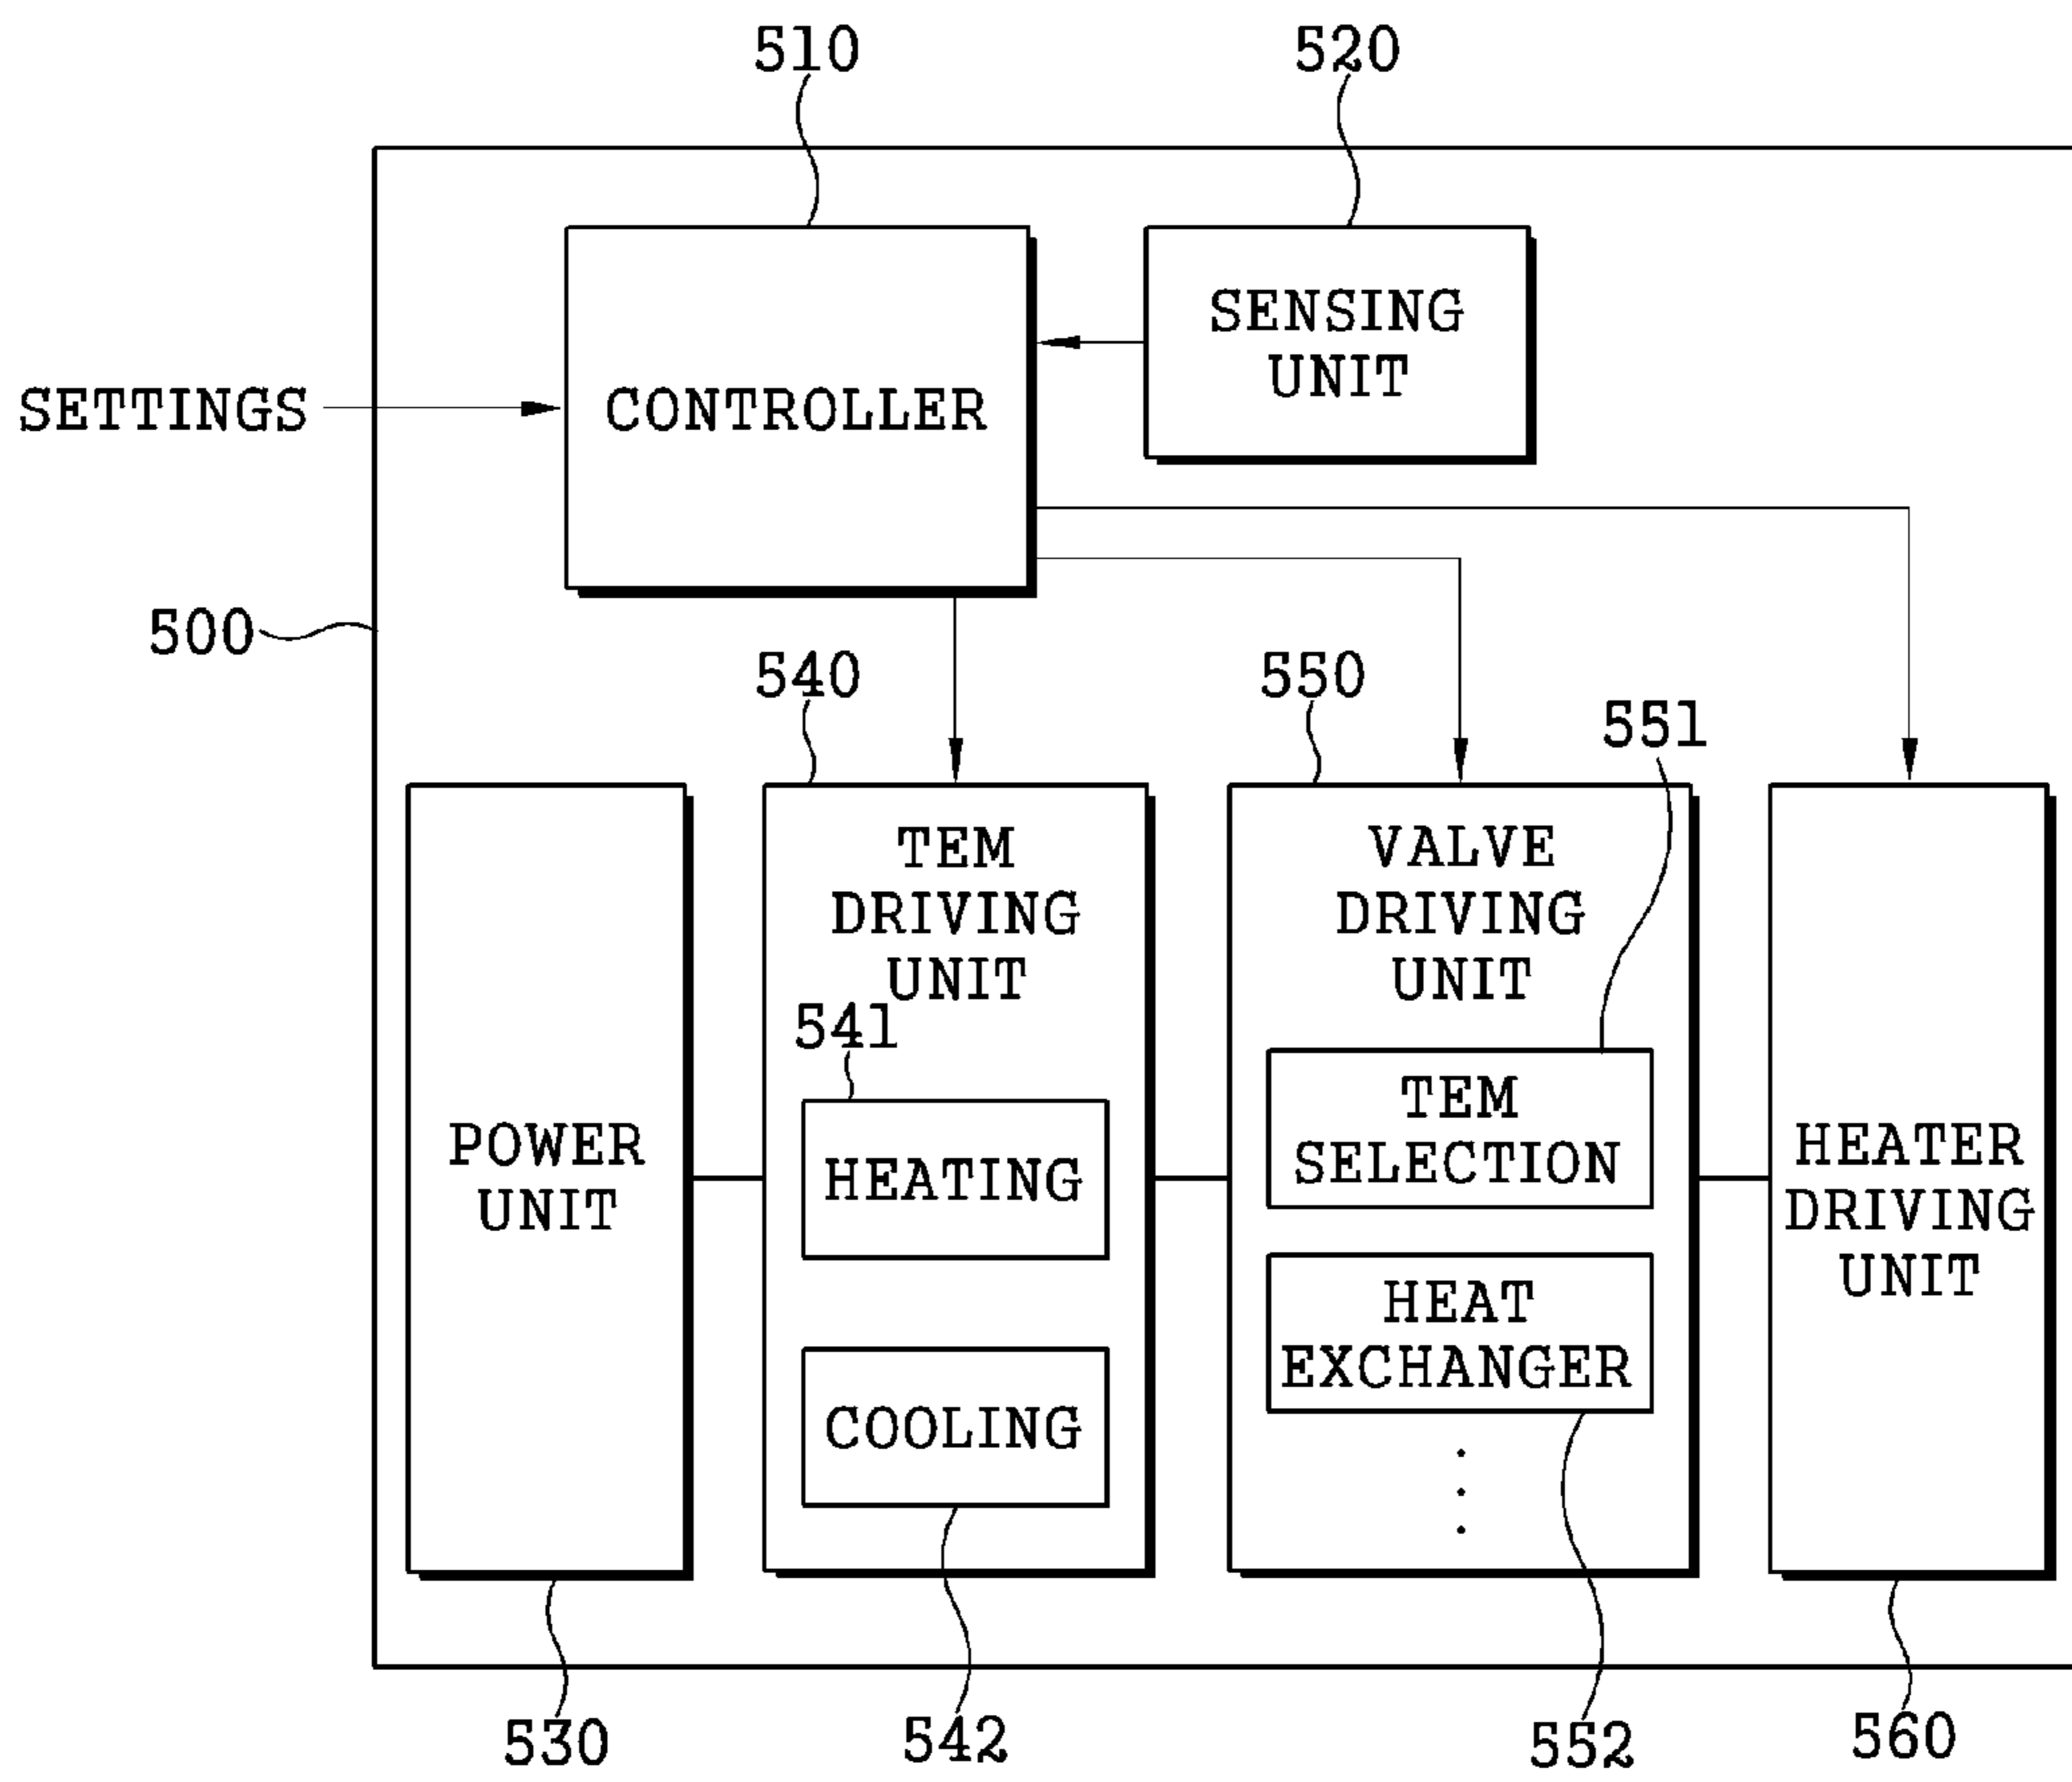 510
520
SENSING
UNIT
SETTINGS
CONTROLLER
500
540
550
551
TEM
DRIVING
UNIT
541
HEATING
COOLING
VALVE
DRIVING
UNIT
TEM
SELECTION
HEAT
EXCHANGER
POWER
UNIT
HEATER
DRIVING
UNIT
530
542
552
560